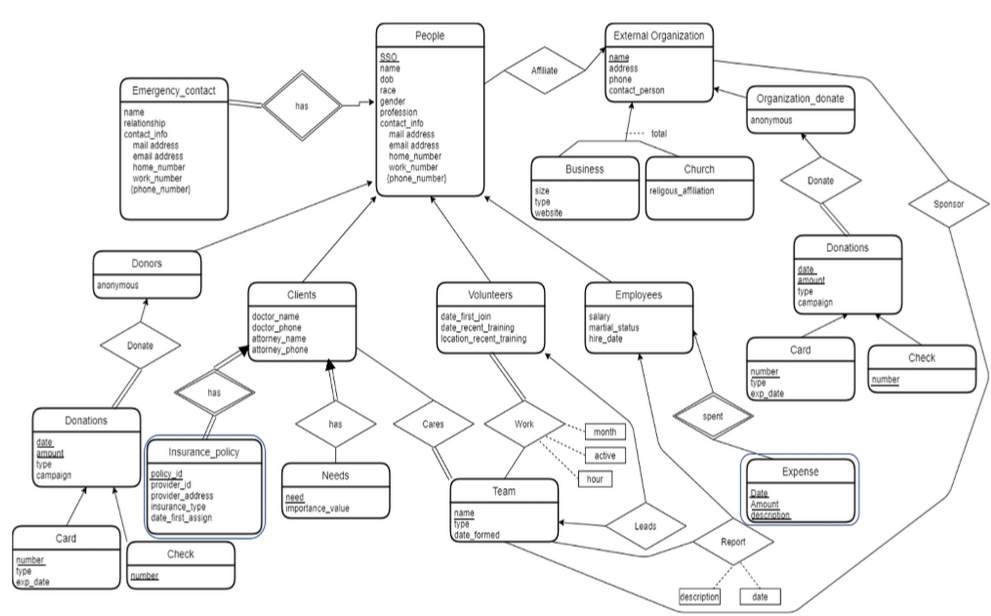 People
SSO
name
dob
race
gender
profession
contact_info
mail address
email address
home_number
work_number
{phone_number}
Affiliate
External Organization
name
address
phone
contact_person
Emergency_contact
name
relationship
contact_info
mail address
email address
home_number
work_number
{phone_number}
has
Organization_donate
anonymous
total
Business
size
type
website
Church
religous_affiliation
Donate
Sponsor
Donors
anonymous
Clients
doctor_name
doctor_phone
attorney_name
attorney_phone
Volunteers
date_first_join
date_recent_training
location_recent_training
Employees
salary
martial_status
hire_date
Donations
date
amount
type
campaign
Donate
Card
number
type
exp_date
Check
number
has
has
Cares
Work
month
active
hour
spent
Donations
date
amount
type
campaign
Insurance_policy
policy_id
provider_id
provider_address
insurance_type
date_first_assign
Needs
need
importance_value
Team
name
type
date_formed
Expense
Date
Amount
description
Leads
Report
description
date
Card
number
type
exp_date
Check
number